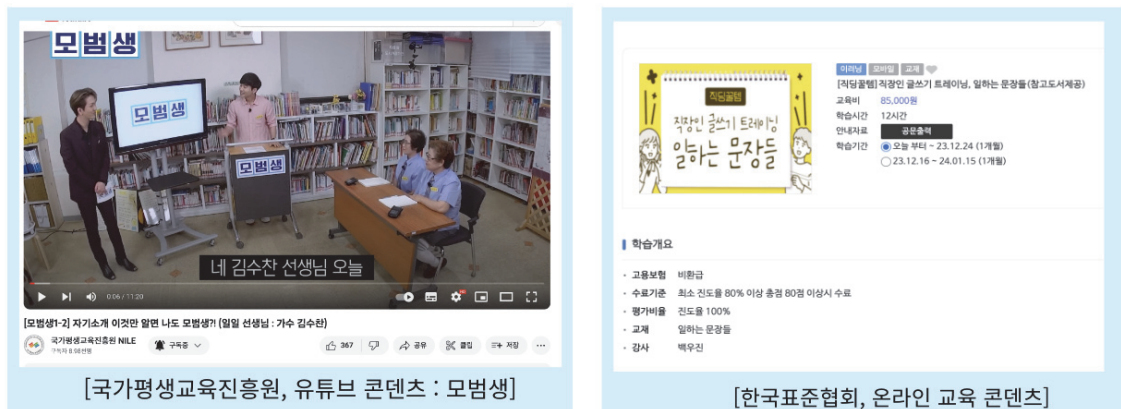 모범생
모범생
모범생
네 김수찬 선생님 오늘
0:06 / 11:20
[모범생1-2] 자기소개 이것만 알면 나도 모범생?! (일일 선생님 : 가수 김수찬)
국가평생교육진흥원 NILE
구독자 8.98만명
구독중
367
공유
클립
저장
[국가평생교육진흥원, 유튜브 콘텐츠 : 모범생]
직딩꿀템
직장인 글쓰기 트레이닝
일하는 문장들
이러닝 모바일 교재
[직딩꿀템] 직장인 글쓰기 트레이닝, 일하는 문장들(참고도서제공)
교육비 85,000원
학습시간 12시간
안내자료 공문출력
학습기간 오늘 부터 ~ 23.12.24 (1개월)
23.12.16 ~ 24.01.15 (1개월)
학습개요
· 고용보험 비환급
· 수료기준 최소 진도율 80% 이상 총점 80점 이상시 수료
· 평가비율 진도율 100%
· 교재 일하는 문장들
· 강사 백우진
[한국표준협회, 온라인 교육 콘텐츠]